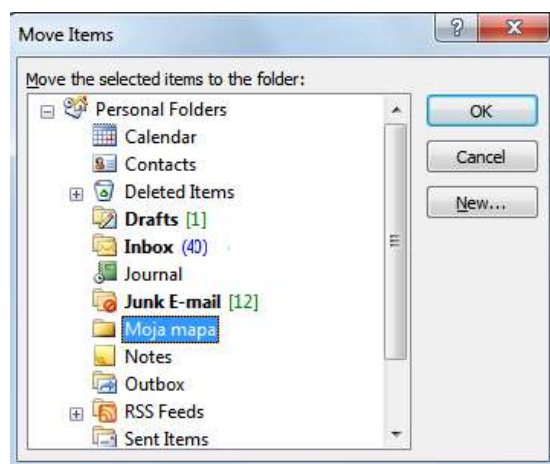 Move Items
Move the selected items to the folder:
Personal Folders
Calendar
Contacts
Deleted Items
Drafts [1]
Inbox (40)
Journal
Junk E-mail [12]
Moja mapa
Notes
Outbox
RSS Feeds
Sent Items
OK
Cancel
New...